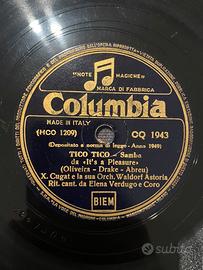 "NOTE MAGICHE"
MARCA DI FABBRICA
Columbia
MADE IN ITALY
(HCO 1209) CQ 1943
(Depositato a norma di legge - Anno 1949)
TICO TICO - Samba
da «It's a Pleasure»
(Oliveira - Drake - Abreu)
X. Cugat e la sua Orch. Waldorf Astoria
Rit. cant. da Elena Verdugo e Coro
BIEM
subito